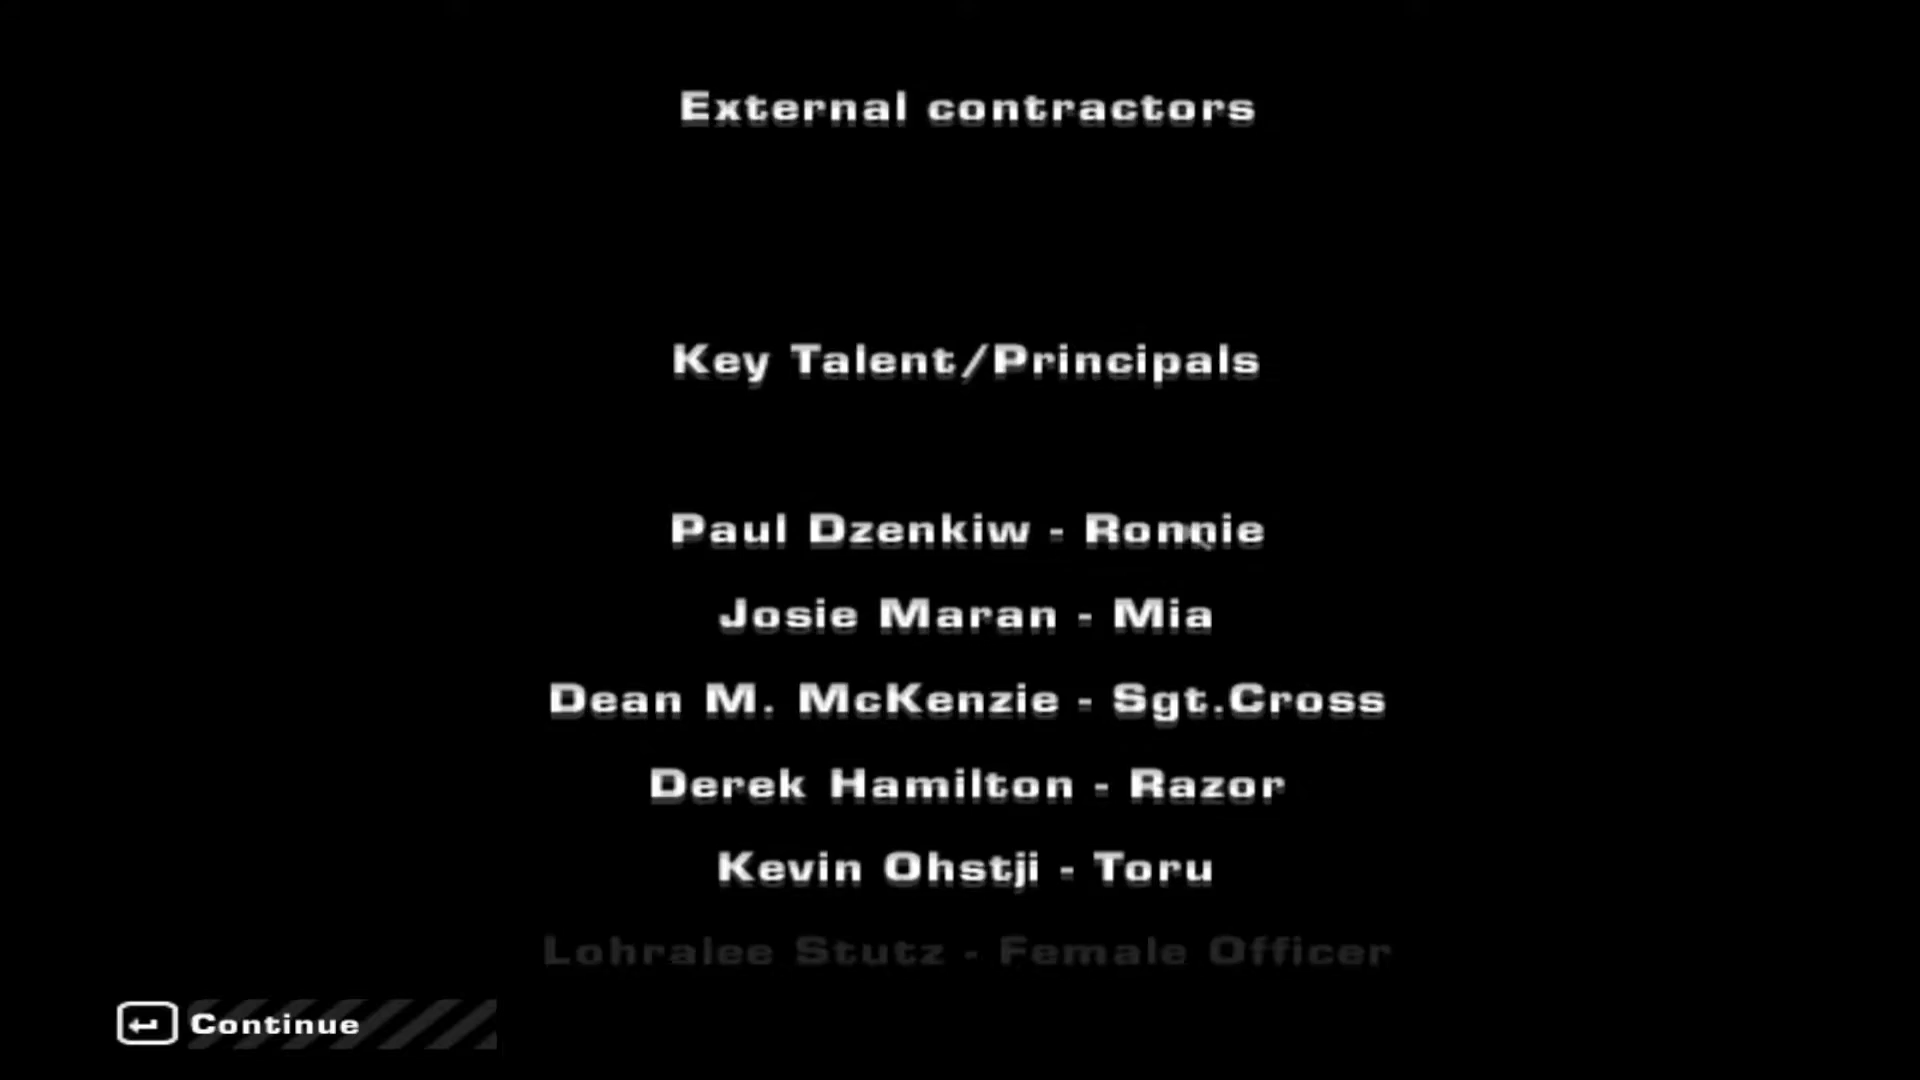 External contractors
Key Talent/Principals
Paul Dzenkiw - Ronnie
Josie Maran - Mia
Dean M. McKenzie - Sgt.Cross
Derek Hamilton - Razor
Kevin Ohstji - Toru
Lohralee Stutz - Female Officer
Continue